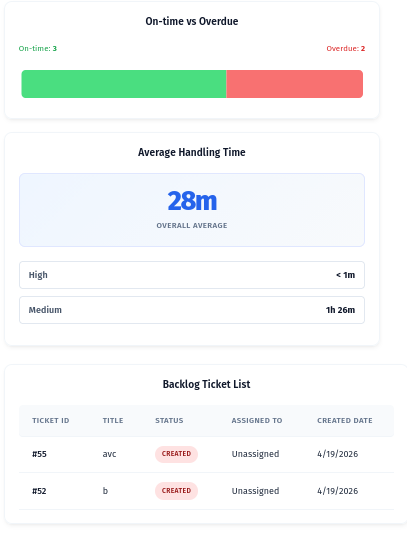 On-time vs Overdue
On-time: 3 Overdue: 2
Average Handling Time
28m
OVERALL AVERAGE
High < 1m
Medium 1h 26m
Backlog Ticket List
TICKET ID TITLE STATUS ASSIGNED TO CREATED DATE
#55 avc CREATED Unassigned 4/19/2026
#52 b CREATED Unassigned 4/19/2026